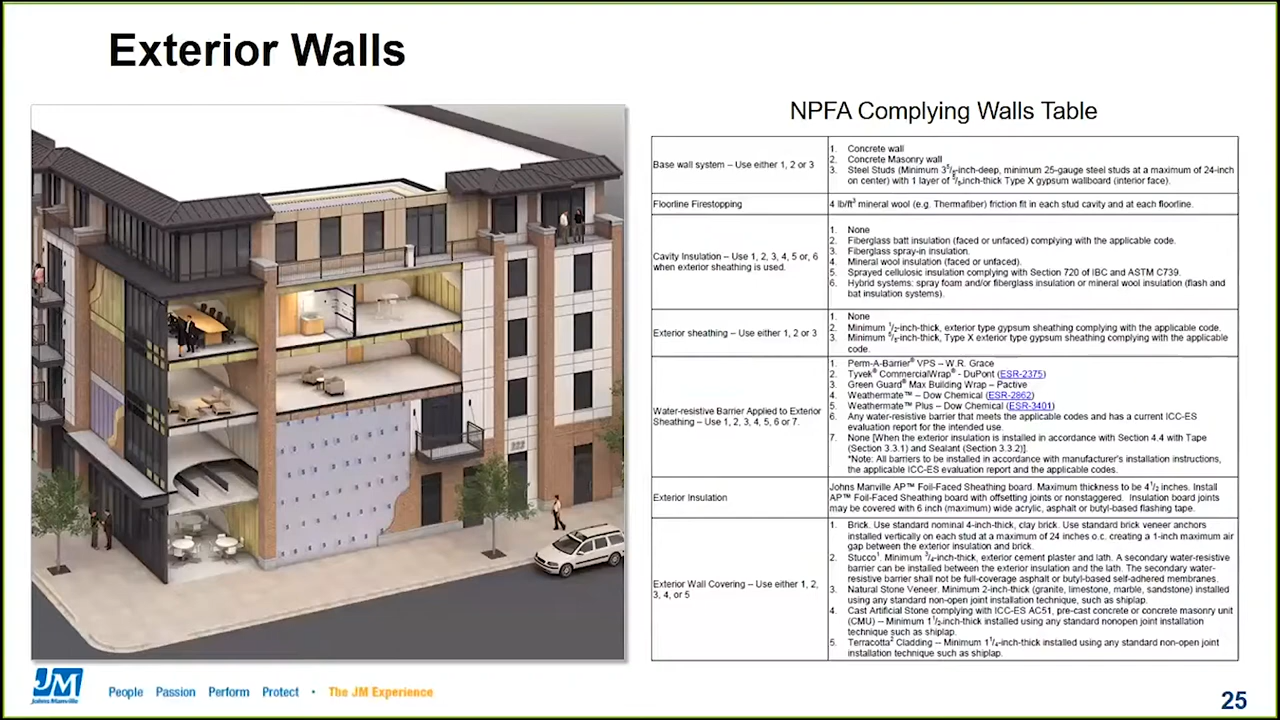 Exterior Walls
NPFA Complying Walls Table
Base wall system – Use either 1, 2 or 3
1. Concrete wall
2. Concrete Masonry wall
3. Steel Studs (Minimum 3⁵/₈-inch-deep, minimum 25-gauge steel studs at a maximum of 24-inch
on center) with 1 layer of ⁵/₈-inch-thick Type X gypsum wallboard (interior face).
Floorline Firestopping
4 lb/ft³ mineral wool (e.g. Thermafiber) friction fit in each stud cavity and at each floorline.
Cavity Insulation – Use 1, 2, 3, 4, 5 or, 6
when exterior sheathing is used.
1. None
2. Fiberglass batt insulation (faced or unfaced) complying with the applicable code.
3. Fiberglass spray-in insulation.
4. Mineral wool insulation (faced or unfaced).
5. Sprayed cellulosic insulation complying with Section 720 of IBC and ASTM C739.
6. Hybrid systems: spray foam and/or fiberglass insulation or mineral wool insulation (flash and
bat insulation systems).
Exterior sheathing – Use either 1, 2 or 3
1. None
2. Minimum ¹/₂-inch-thick, exterior type gypsum sheathing complying with the applicable code.
3. Minimum ⁵/₈-inch-thick, Type X exterior type gypsum sheathing complying with the applicable
code.
Water-resistive Barrier Applied to Exterior
Sheathing – Use 1, 2, 3, 4, 5, 6 or 7.
1. Perm-A-Barrier® VPS – W.R. Grace
2. Tyvek® CommercialWrap® - DuPont (ESR-2375)
3. Green Guard® Max Building Wrap – Pactive
4. Weathermate™ – Dow Chemical (ESR-2862)
5. Weathermate™ Plus – Dow Chemical (ESR-3401)
6. Any water-resistive barrier that meets the applicable codes and has a current ICC-ES
evaluation report for the intended use.
7. None [When the exterior insulation is installed in accordance with Section 4.4 with Tape
(Section 3.3.1) and Sealant (Section 3.3.2)].
*Note: All barriers to be installed in accordance with manufacturer's installation instructions,
the applicable ICC-ES evaluation report and the applicable codes.
Exterior Insulation
Johns Manville AP™ Foil-Faced Sheathing board. Maximum thickness to be 4¹/₂ inches. Install
AP™ Foil-Faced Sheathing board with offsetting joints or nonstaggered. Insulation board joints
may be covered with 6 inch (maximum) wide acrylic, asphalt or butyl-based flashing tape.
Exterior Wall Covering – Use either 1, 2,
3, 4, or 5
1. Brick. Use standard nominal 4-inch-thick, clay brick. Use standard brick veneer anchors
installed vertically on each stud at a maximum of 24 inches o.c. creating a 1-inch maximum air
gap between the exterior insulation and brick.
2. Stucco¹. Minimum ³/₄-inch-thick, exterior cement plaster and lath. A secondary water-resistive
barrier can be installed between the exterior insulation and the lath. The secondary water-
resistive barrier shall not be full-coverage asphalt or butyl-based self-adhered membranes.
3. Natural Stone Veneer. Minimum 2-inch-thick (granite, limestone, marble, sandstone) installed
using any standard non-open joint installation technique, such as shiplap.
4. Cast Artificial Stone complying with ICC-ES AC51, pre-cast concrete or concrete masonry unit
(CMU) – Minimum 1¹/₂-inch-thick installed using any standard nonopen joint installation
technique such as shiplap.
5. Terracotta² Cladding – Minimum 1¹/₄-inch-thick installed using any standard non-open joint
installation technique such as shiplap.
JM
Johns Manville
People Passion Perform Protect • The JM Experience
25